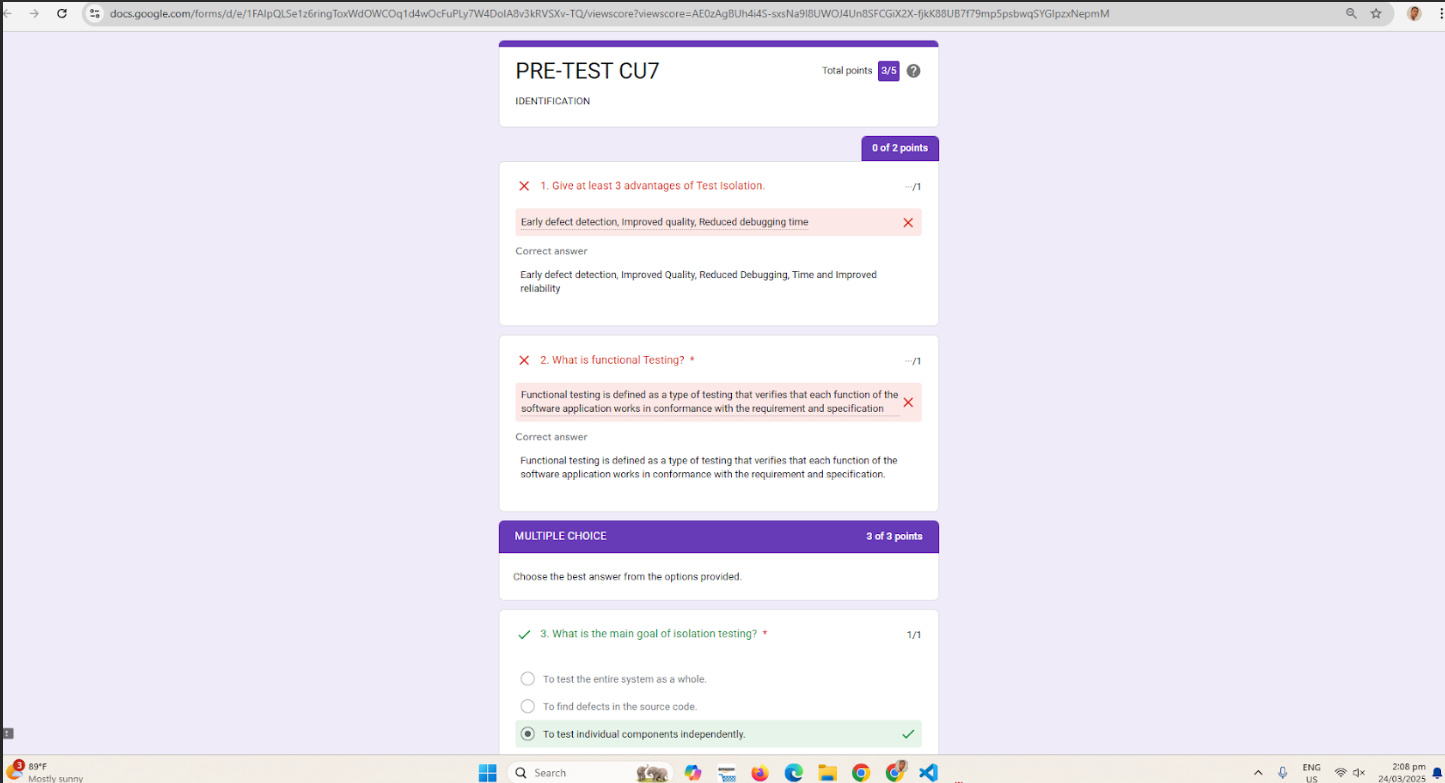 docs.google.com/forms/d/e/1FAIpQLSe1z6ringToxWdOWCOq1d4wOcFuPLy7W4DoIA8v3kRVSXv-TQ/viewscore?viewscore=AE0zAgBUh4i4S-sxsNa9I8UWOJ4Un8SFCGiX2X-fjkK88UB7f79mp5psbwqSYGlpzxNepmM
PRE-TEST CU7
Total points 3/5
IDENTIFICATION
0 of 2 points
1. Give at least 3 advantages of Test Isolation.
···/1
Early defect detection, Improved quality, Reduced debugging time
Correct answer
Early defect detection, Improved Quality, Reduced Debugging, Time and Improved
reliability
2. What is functional Testing? *
···/1
Functional testing is defined as a type of testing that verifies that each function of the
software application works in conformance with the requirement and specification
Correct answer
Functional testing is defined as a type of testing that verifies that each function of the
software application works in conformance with the requirement and specification.
MULTIPLE CHOICE
3 of 3 points
Choose the best answer from the options provided.
3. What is the main goal of isolation testing? *
1/1
To test the entire system as a whole.
To find defects in the source code.
To test individual components independently.
3
89°F
Mostly sunny
Search
ENG
US
2:08 pm
24/03/2025